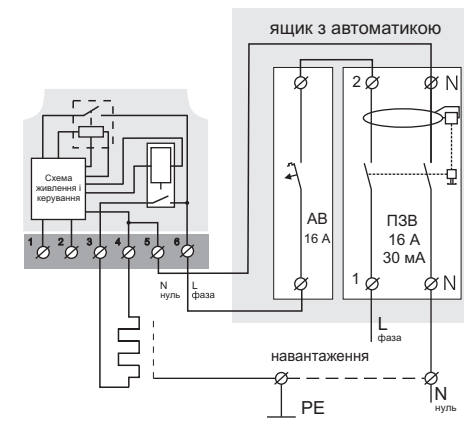 ящик з автоматикою
2
N
Схема
живлення і
керування
АВ
16 А
ПЗВ
16 А
30 мА
1 2 3 4 5 6
1
N
N
нуль
L
фаза
L
фаза
навантаження
N
нуль
PE